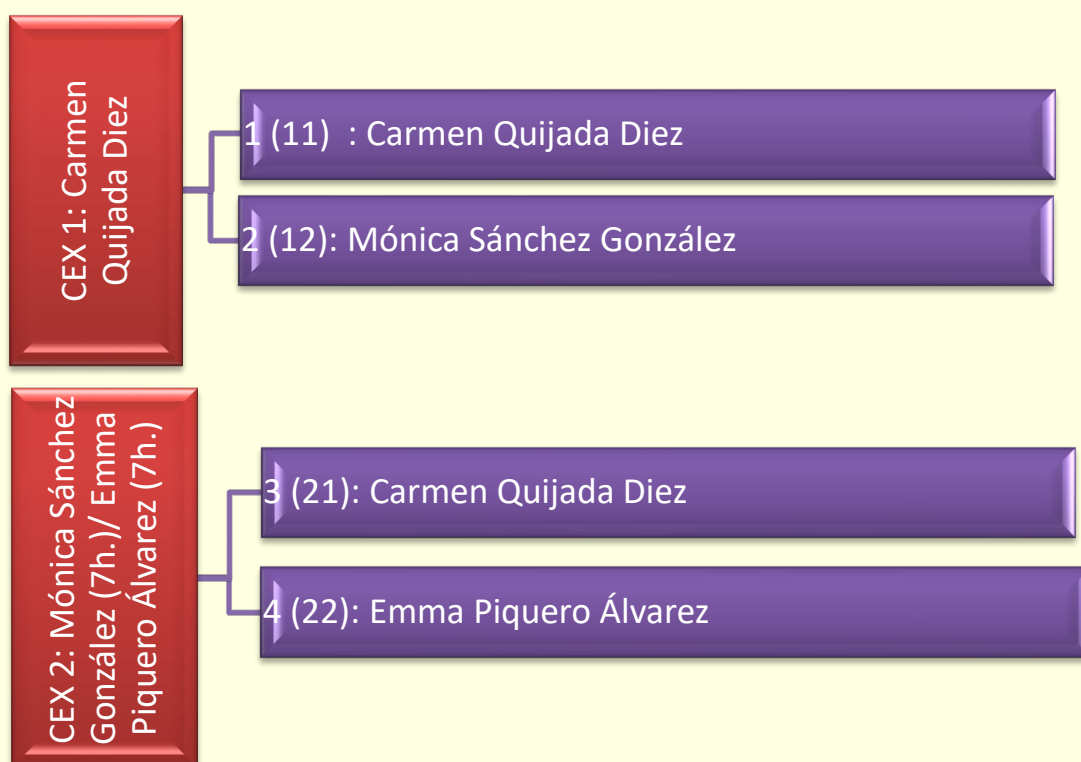 CEX 1: Carmen
Quijada Diez
1 (11)  : Carmen Quijada Diez
2 (12): Mónica Sánchez González
CEX 2: Mónica Sánchez
González (7h.)/ Emma
Piquero Álvarez (7h.)
3 (21): Carmen Quijada Diez
4 (22): Emma Piquero Álvarez